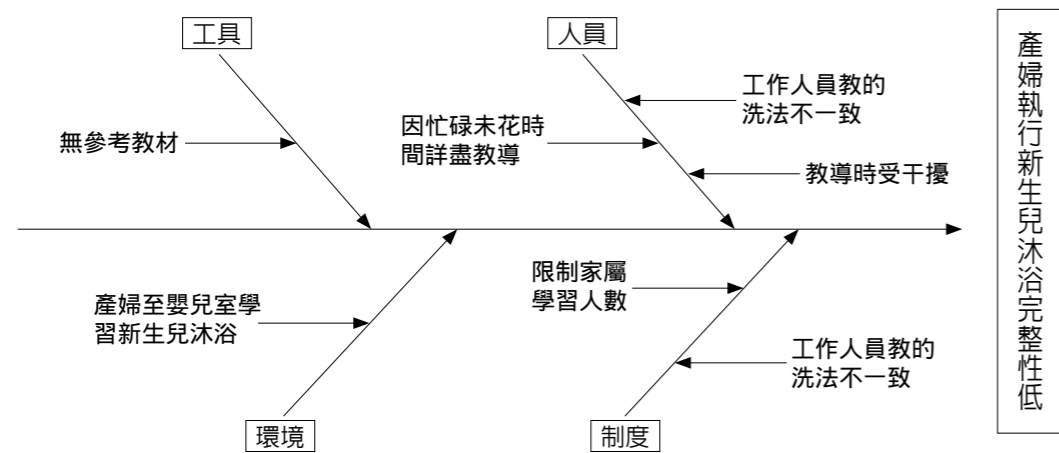 工具
人員
無參考教材
因忙碌未花時
間詳盡教導
工作人員教的
洗法不一致
教導時受干擾
產婦至嬰兒室學
習新生兒沐浴
限制家屬
學習人數
工作人員教的
洗法不一致
環境
制度
產婦執行新生兒沐浴完整性低